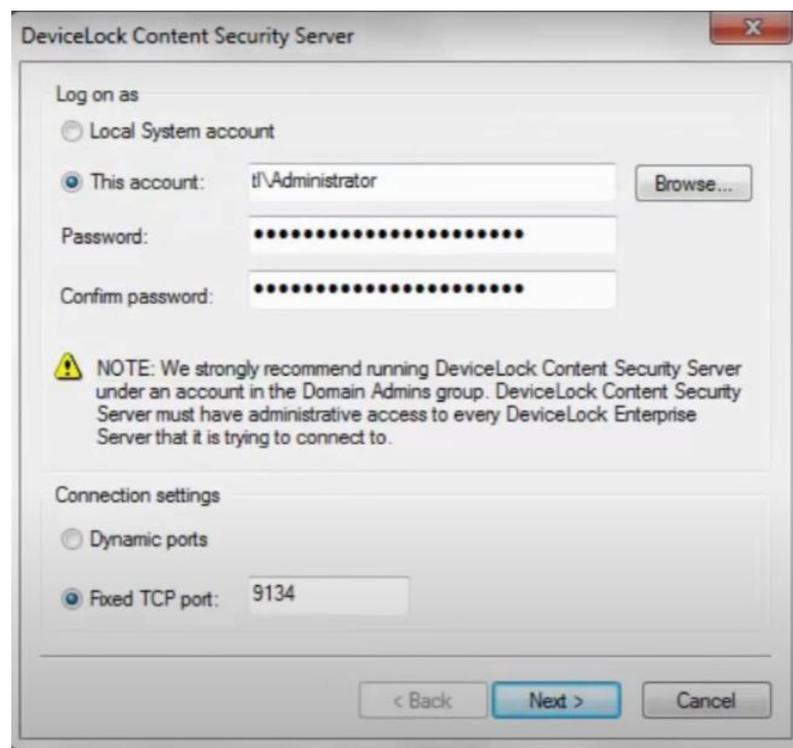 DeviceLock Content Security Server
Log on as
Local System account
This account: tl\Administrator Browse...
Password: ••••••••••••••••••••••
Confirm password: ••••••••••••••••••••••
NOTE: We strongly recommend running DeviceLock Content Security Server
under an account in the Domain Admins group. DeviceLock Content Security
Server must have administrative access to every DeviceLock Enterprise
Server that it is trying to connect to.
Connection settings
Dynamic ports
Fixed TCP port: 9134
< Back Next > Cancel